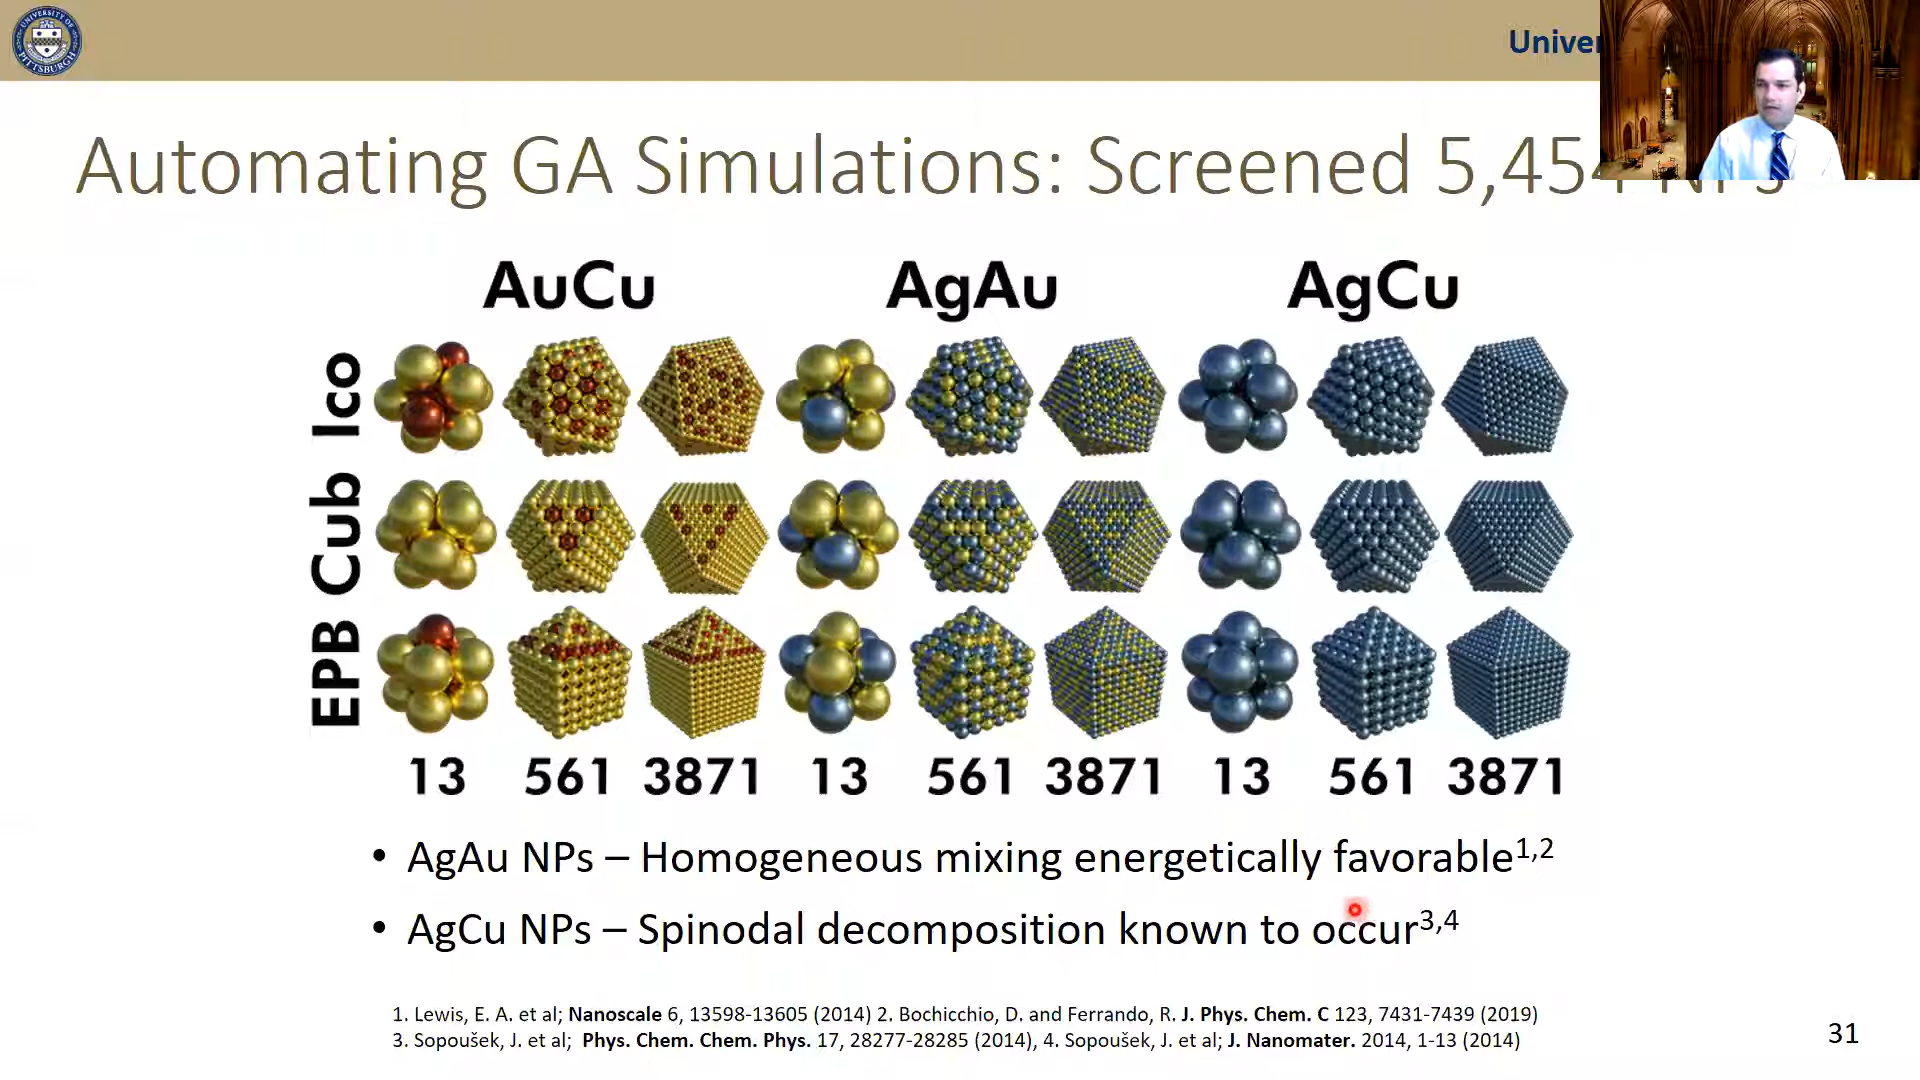 UNIVERSITY OF PITTSBURGH
Automating GA Simulations: Screened 5,454 NPs
AuCu AgAu AgCu
Ico
Cub
EPB
13 561 3871 13 561 3871 13 561 3871
• AgAu NPs – Homogeneous mixing energetically favorable1,2
• AgCu NPs – Spinodal decomposition known to occur3,4
1. Lewis, E. A. et al; Nanoscale 6, 13598-13605 (2014) 2. Bochicchio, D. and Ferrando, R. J. Phys. Chem. C 123, 7431-7439 (2019)
3. Sopoušek, J. et al; Phys. Chem. Chem. Phys. 17, 28277-28285 (2014), 4. Sopoušek, J. et al; J. Nanomater. 2014, 1-13 (2014)
31